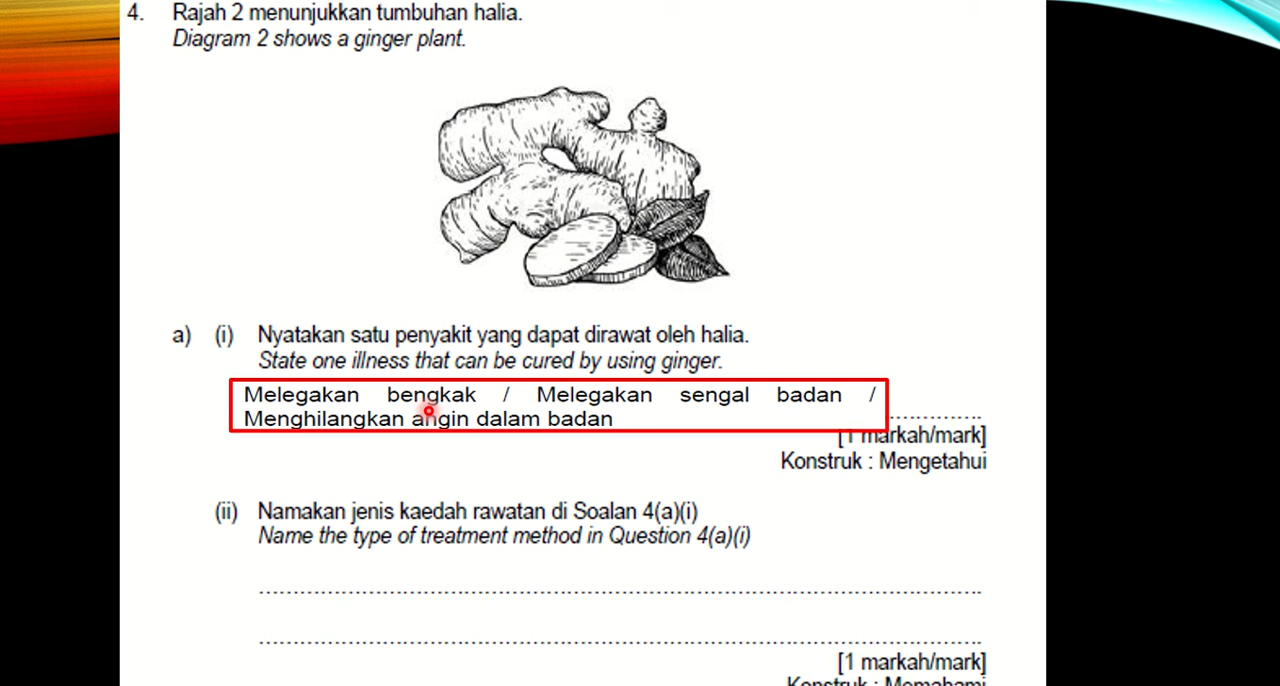 4. Rajah 2 menunjukkan tumbuhan halia.
Diagram 2 shows a ginger plant.
a) (i) Nyatakan satu penyakit yang dapat dirawat oleh halia.
State one illness that can be cured by using ginger.
Melegakan bengkak / Melegakan sengal badan /
Menghilangkan angin dalam badan
[1 markah/mark]
Konstruk : Mengetahui
(ii) Namakan jenis kaedah rawatan di Soalan 4(a)(i)
Name the type of treatment method in Question 4(a)(i)
[1 markah/mark]
Konstruk : Memahami